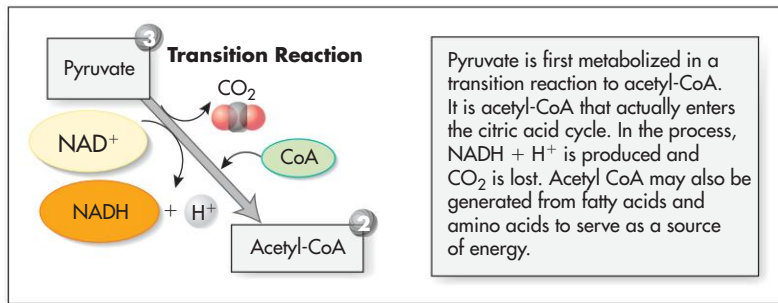 3
Pyruvate
Transition Reaction
CO₂
NAD⁺
CoA
NADH + H⁺
2
Acetyl-CoA
Pyruvate is first metabolized in a
transition reaction to acetyl-CoA.
It is acetyl-CoA that actually enters
the citric acid cycle. In the process,
NADH + H⁺ is produced and
CO₂ is lost. Acetyl CoA may also be
generated from fatty acids and
amino acids to serve as a source
of energy.